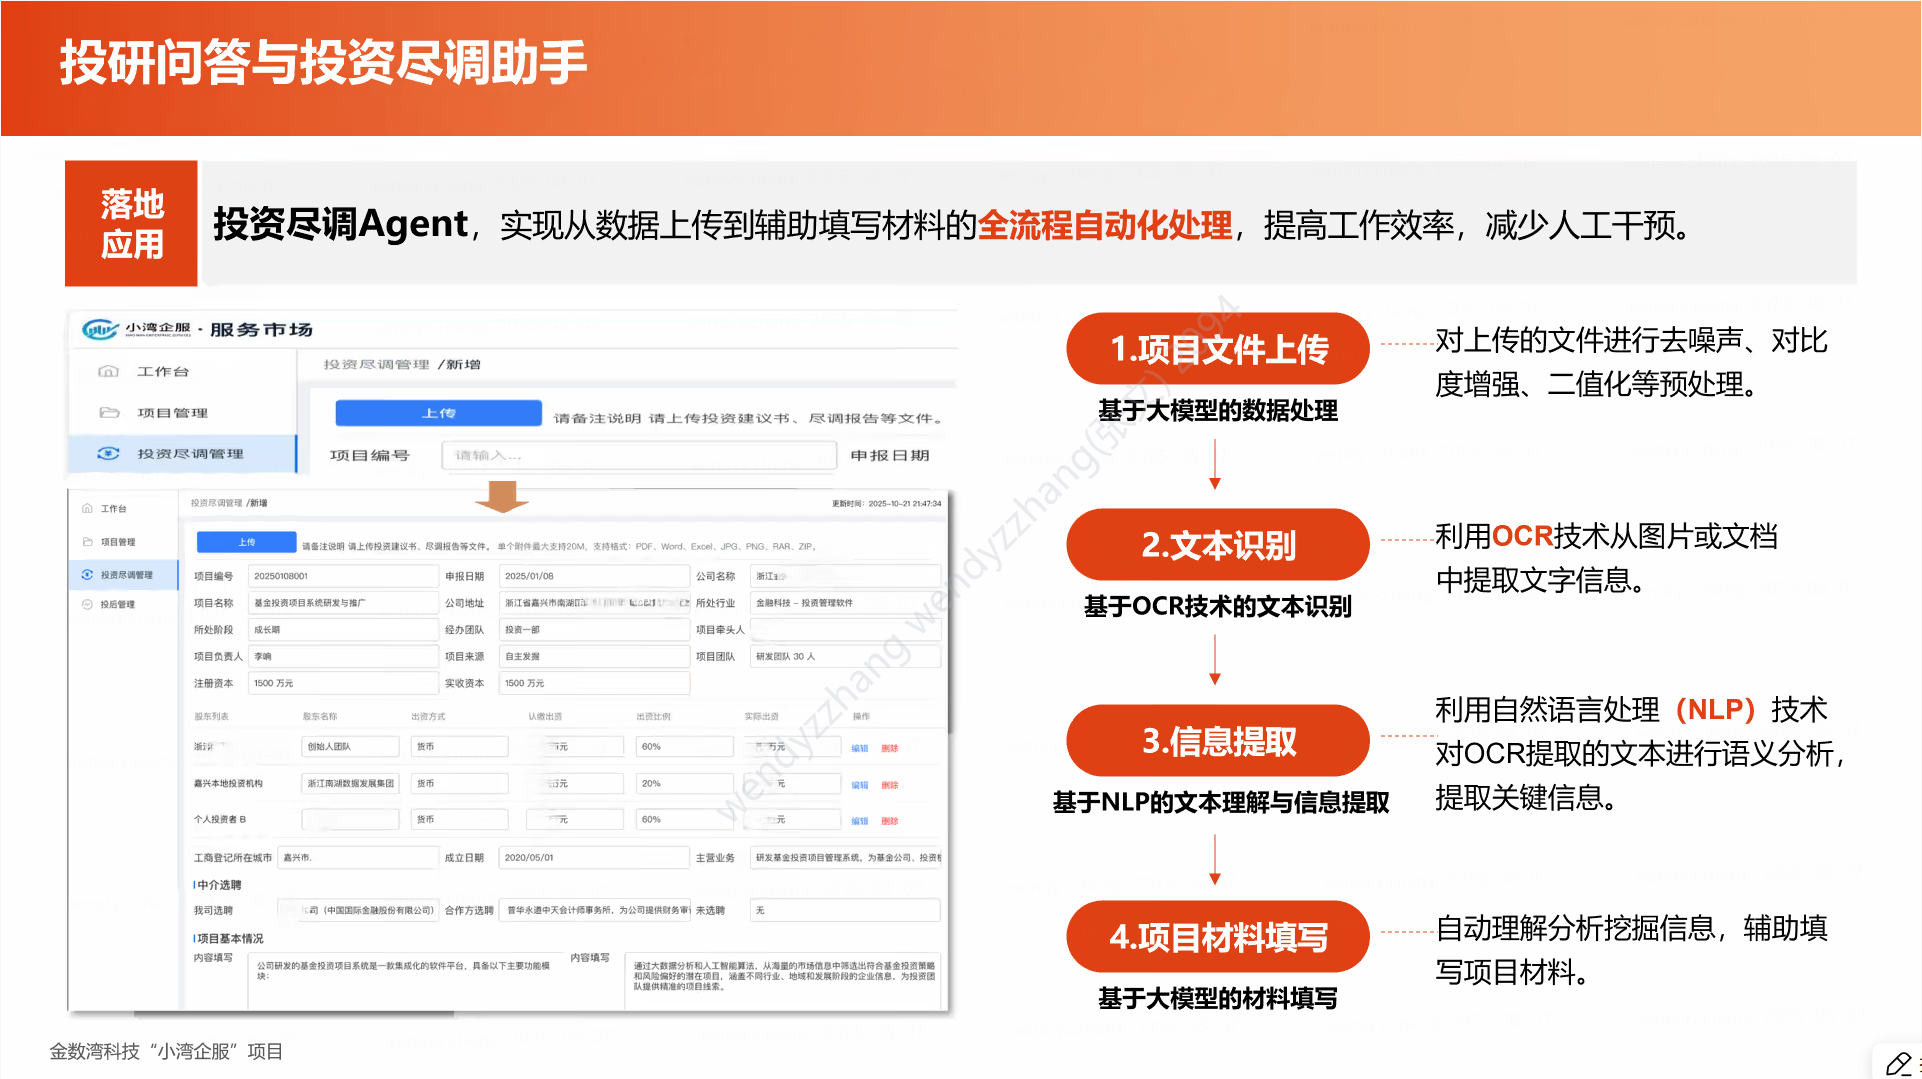 投研问答与投资尽调助手
落地
应用
投资尽调Agent，实现从数据上传到辅助填写材料的全流程自动化处理，提高工作效率，减少人工干预。
小湾企服 · 服务市场
工作台
项目管理
投资尽调管理
投资尽调管理 /新增
上传
请备注说明 请上传投资建议书、尽调报告等文件。
项目编号
请输入...
申报日期
工作台
项目管理
投资尽调管理
投后管理
投资尽调管理 /新增
更新时间：2025-10-21 21:47:34
上传
请备注说明 请上传投资建议书、尽调报告等文件。 单个附件最大支持20M，支持格式：PDF、Word、Excel、JPG、PNG、RAR、ZIP。
项目编号 20250108001 申报日期 2025/01/08 公司名称 浙江
项目名称 基金投资项目系统研发与推广 公司地址 浙江省嘉兴市南湖 所处行业 金融科技 – 投资管理软件
所处阶段 成长期 经办团队 投资一部 项目牵头人
项目负责人 李响 项目来源 自主发掘 项目团队 研发团队 30 人
注册资本 1500 万元 实收资本 1500 万元
股东列表 股东名称 出资方式 认缴出资 出资比例 实际出资 操作
创始人团队 货币 元 60% 万元 编辑 删除
嘉兴本地投资机构 浙江南湖数据发展集团 货币 元 20% 元 编辑 删除
个人投资者 B 货币 元 60% 元 编辑 删除
工商登记所在城市 嘉兴市. 成立日期 2020/05/01 主营业务 研发基金投资项目管理系统，为基金公司、投资
中介选聘
我司选聘 司（中国国际金融股份有限公司） 合作方选聘 普华永道中天会计师事务所，为公司提供财务审 未选聘 无
项目基本情况
内容填写 公司研发的基金投资项目系统是一款集成化的软件平台，具备以下主要功能模
块：
内容填写 通过大数据分析和人工智能算法，从海量的市场信息中筛选出符合基金投资策略
和风险偏好的潜在项目，涵盖不同行业、地域和发展阶段的企业信息，为投资团
队提供精准的项目线索。
1.项目文件上传
基于大模型的数据处理
对上传的文件进行去噪声、对比
度增强、二值化等预处理。
2.文本识别
基于OCR技术的文本识别
利用OCR技术从图片或文档
中提取文字信息。
3.信息提取
基于NLP的文本理解与信息提取
利用自然语言处理（NLP）技术
对OCR提取的文本进行语义分析，
提取关键信息。
4.项目材料填写
基于大模型的材料填写
自动理解分析挖掘信息，辅助填
写项目材料。
金数湾科技“小湾企服”项目
wendyzzhang wendyzzhang(张文) 2094